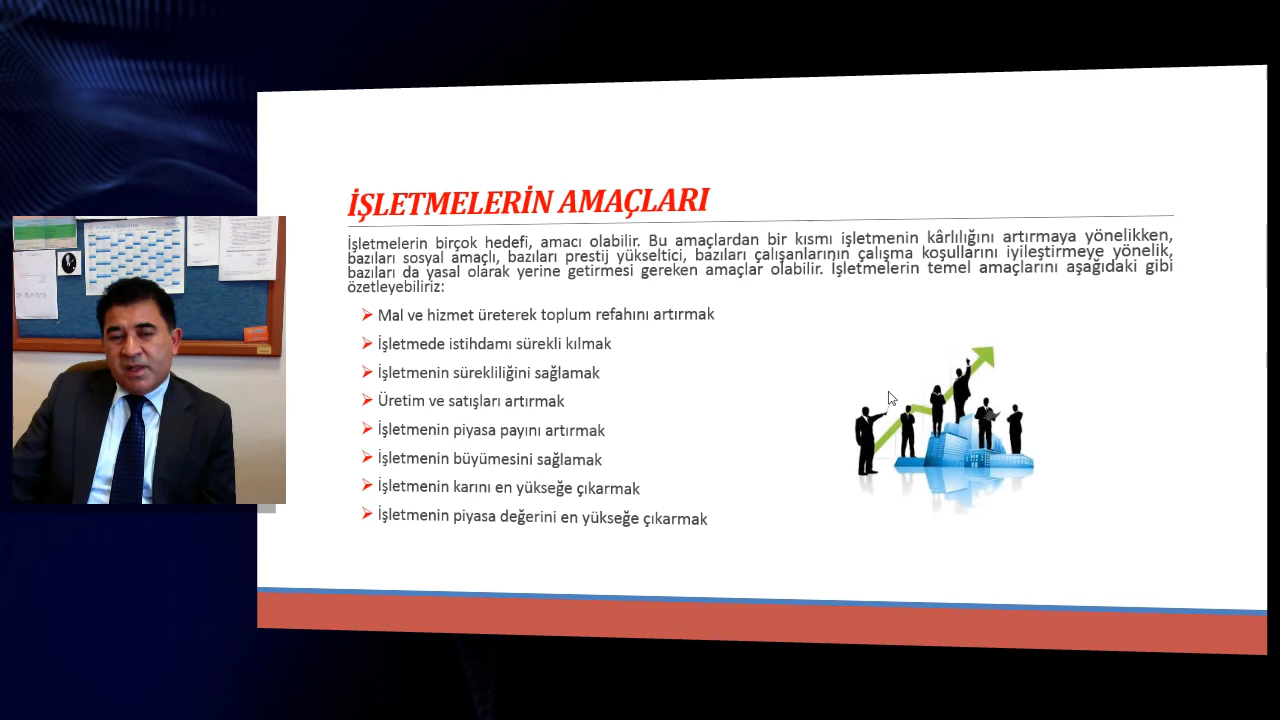 İŞLETMELERİN AMAÇLARI
İşletmelerin birçok hedefi, amacı olabilir. Bu amaçlardan bir kısmı işletmenin kârlılığını artırmaya yönelikken,
bazıları sosyal amaçlı, bazıları prestij yükseltici, bazıları çalışanlarının çalışma koşullarını iyileştirmeye yönelik,
bazıları da yasal olarak yerine getirmesi gereken amaçlar olabilir. İşletmelerin temel amaçlarını aşağıdaki gibi
özetleyebiliriz:
Mal ve hizmet üreterek toplum refahını artırmak
İşletmede istihdamı sürekli kılmak
İşletmenin sürekliliğini sağlamak
Üretim ve satışları artırmak
İşletmenin piyasa payını artırmak
İşletmenin büyümesini sağlamak
İşletmenin karını en yükseğe çıkarmak
İşletmenin piyasa değerini en yükseğe çıkarmak